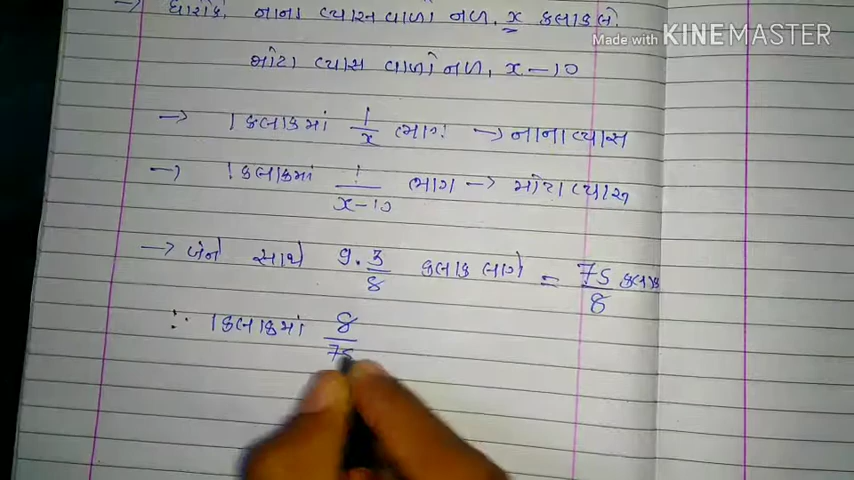 → ધારોકે, નાના વ્યાસ વાળો નળ, x કલાકલે.
Made with KINEMASTER
મોટા વ્યાસ વાળો નળ, x − 10
→ 1 કલાકમાં 1/x ભાગ → નાના વ્યાસ
→ 1 કલાકમાં 1/(x−10) ભાગ → મોટા વ્યાસ
→ બંને સાથે 9. 3/8 કલાક લાગે = 75/8 કલાક
∴ 1 કલાકમાં 8/75